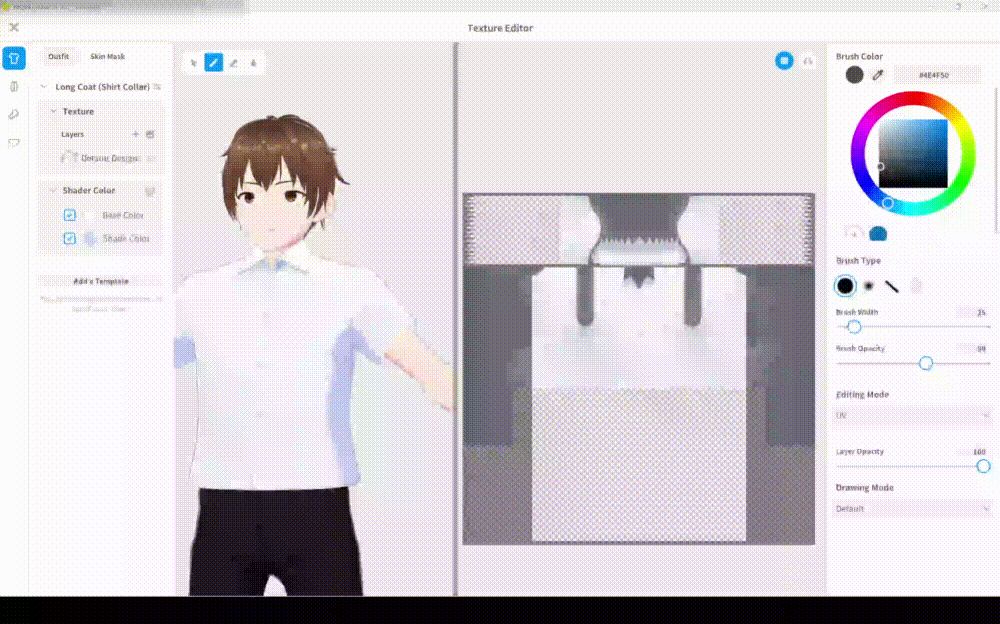 Texture Editor
Outfit
Skin Mask
Long Coat (Shirt Collar)
Texture
Layers
Default Design
Shader Color
Base Color
Shade Color
Add a Template
Brush Color
#4E4F50
Brush Type
Brush Width
25
Brush Opacity
Editing Mode
UV
Layer Opacity
100
Drawing Mode
Default